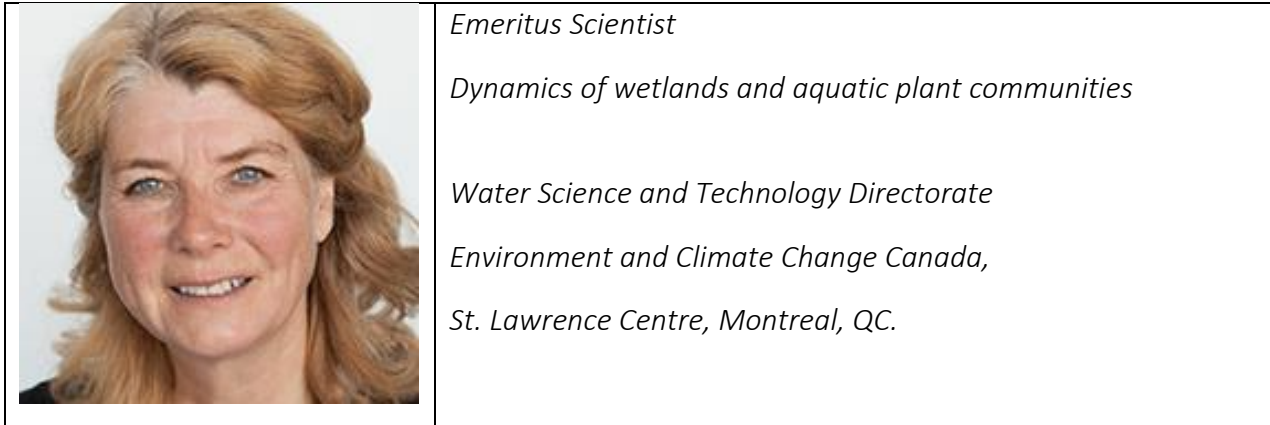 Emeritus Scientist
Dynamics of wetlands and aquatic plant communities
Water Science and Technology Directorate
Environment and Climate Change Canada,
St. Lawrence Centre, Montreal, QC.